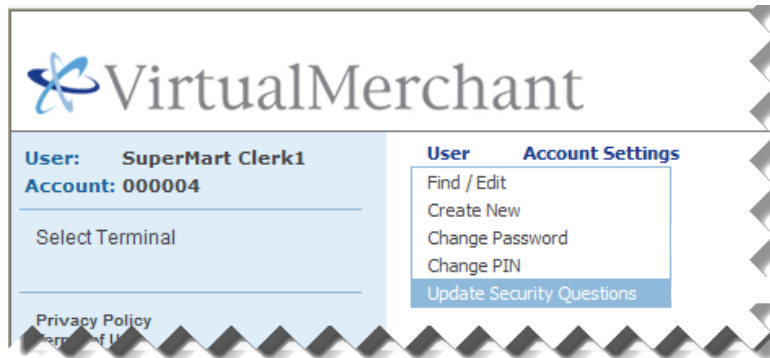 VirtualMerchant
User: SuperMart Clerk1
Account: 000004
Select Terminal
Privacy Policy
User Account Settings
Find / Edit
Create New
Change Password
Change PIN
Update Security Questions